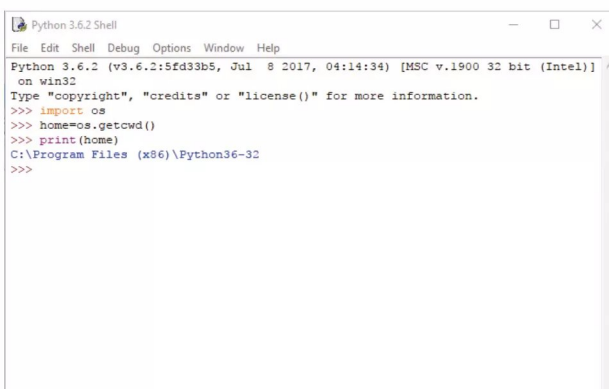 Python 3.6.2 Shell
File Edit Shell Debug Options Window Help
Python 3.6.2 (v3.6.2:5fd33b5, Jul  8 2017, 04:14:34) [MSC v.1900 32 bit (Intel)]
 on win32
Type "copyright", "credits" or "license()" for more information.
>>> import os
>>> home=os.getcwd()
>>> print(home)
C:\Program Files (x86)\Python36-32
>>>